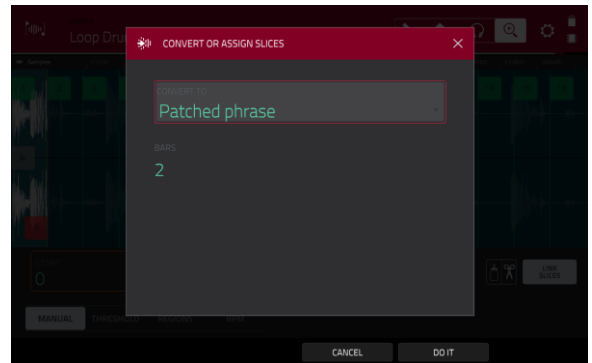 Loop Dru
CONVERT OR ASSIGN SLICES
CONVERT TO
Patched phrase
BARS
2
0
LINK
SLICES
MANUAL THRESHOLD REGIONS BPM
CANCEL DO IT